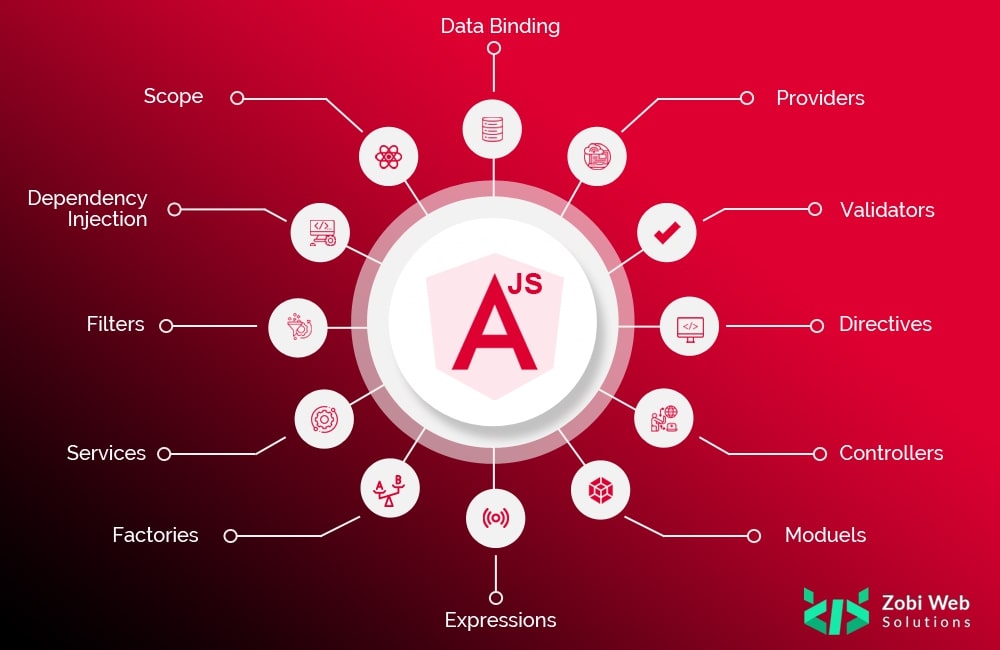 Data Binding
Scope
Providers
Dependency
Injection
Validators
JS
A
Filters
</>
Directives
Services
Controllers
A B
Factories
Moduels
Expressions
Zobi Web
Solutions